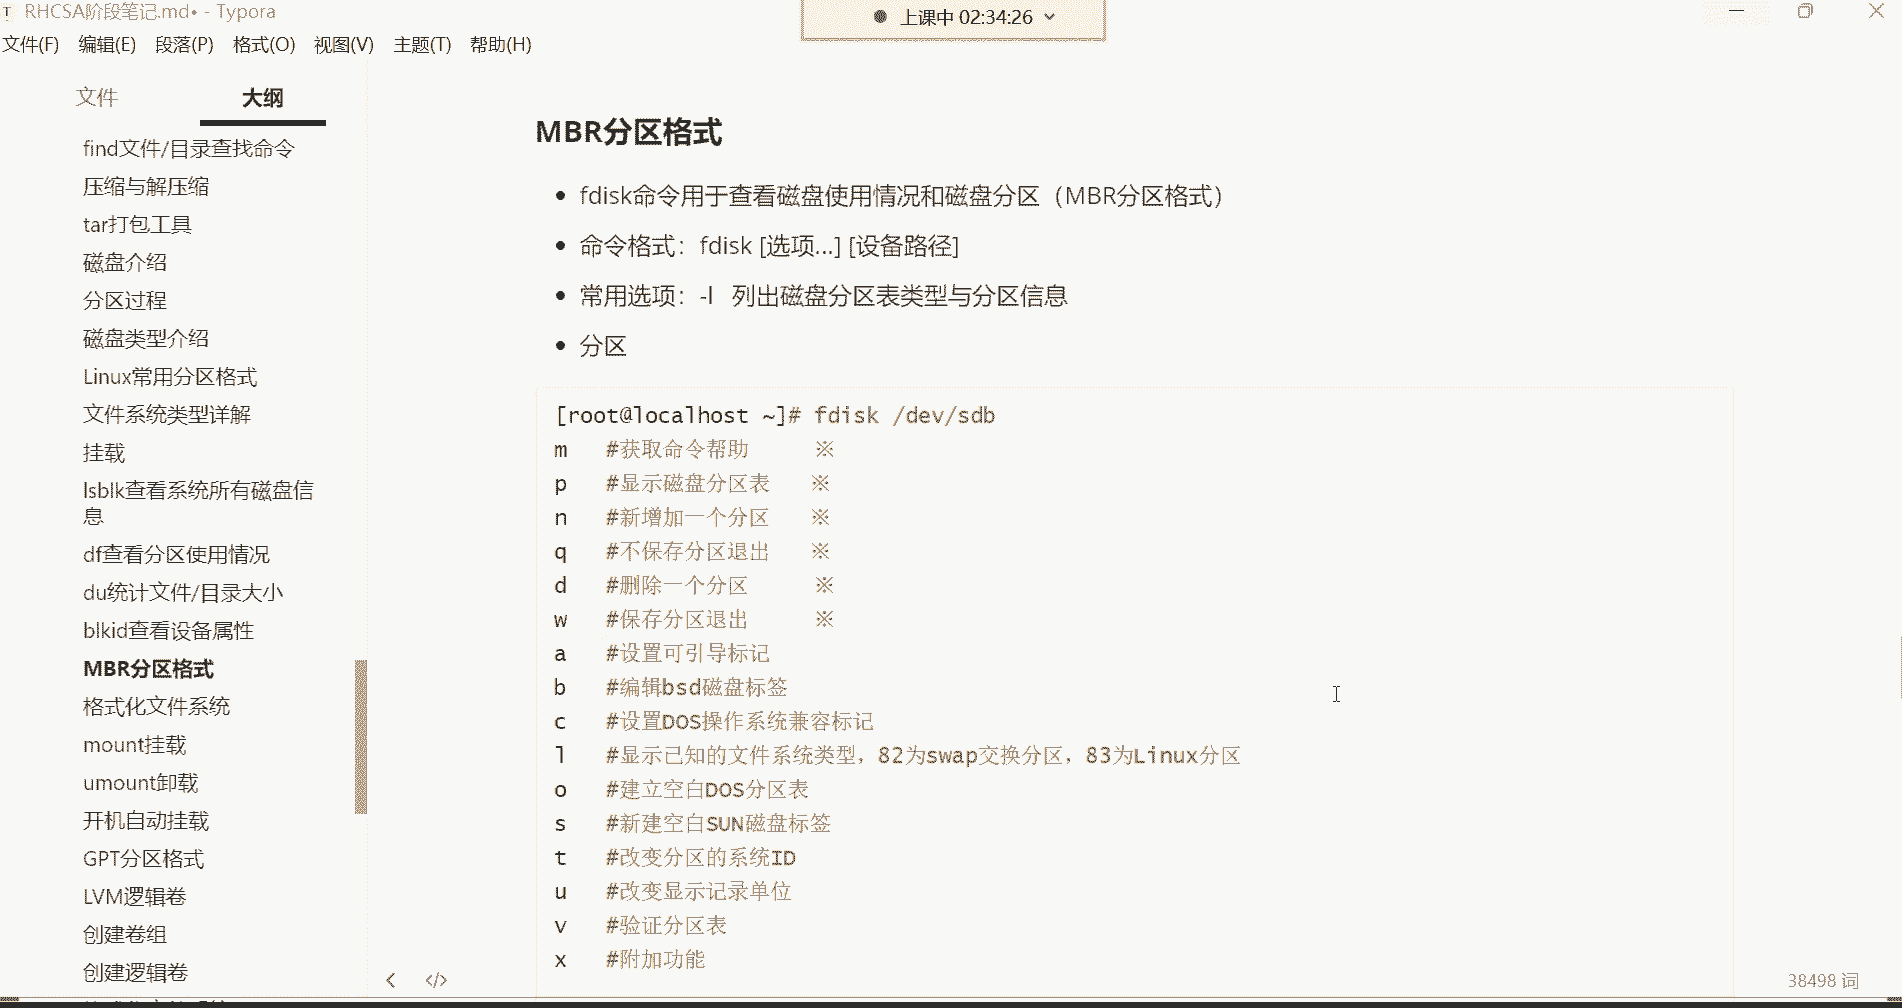 T RHCSA阶段笔记.md• - Typora
上课中 02:34:26
文件(F) 编辑(E) 段落(P) 格式(O) 视图(V) 主题(T) 帮助(H)
文件 大纲
find文件/目录查找命令
压缩与解压缩
tar打包工具
磁盘介绍
分区过程
磁盘类型介绍
Linux常用分区格式
文件系统类型详解
挂载
lsblk查看系统所有磁盘信
息
df查看分区使用情况
du统计文件/目录大小
blkid查看设备属性
MBR分区格式
格式化文件系统
mount挂载
umount卸载
开机自动挂载
GPT分区格式
LVM逻辑卷
创建卷组
创建逻辑卷
MBR分区格式
• fdisk命令用于查看磁盘使用情况和磁盘分区（MBR分区格式）
• 命令格式：fdisk [选项...] [设备路径]
• 常用选项：-l 列出磁盘分区表类型与分区信息
• 分区
[root@localhost ~]# fdisk /dev/sdb
m #获取命令帮助 ※
p #显示磁盘分区表 ※
n #新增加一个分区 ※
q #不保存分区退出 ※
d #删除一个分区 ※
w #保存分区退出 ※
a #设置可引导标记
b #编辑bsd磁盘标签
c #设置DOS操作系统兼容标记
l #显示已知的文件系统类型，82为swap交换分区，83为Linux分区
o #建立空白DOS分区表
s #新建空白SUN磁盘标签
t #改变分区的系统ID
u #改变显示记录单位
v #验证分区表
x #附加功能
38498 词